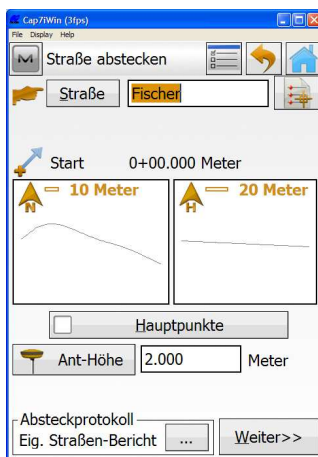 Cap7iWin (3fps)
File Display Help
M Straße abstecken
Straße Fischer
Start 0+00.000 Meter
10 Meter 20 Meter
N H
Hauptpunkte
Ant-Höhe 2.000 Meter
Absteckprotokoll
Eig. Straßen-Bericht ... Weiter>>